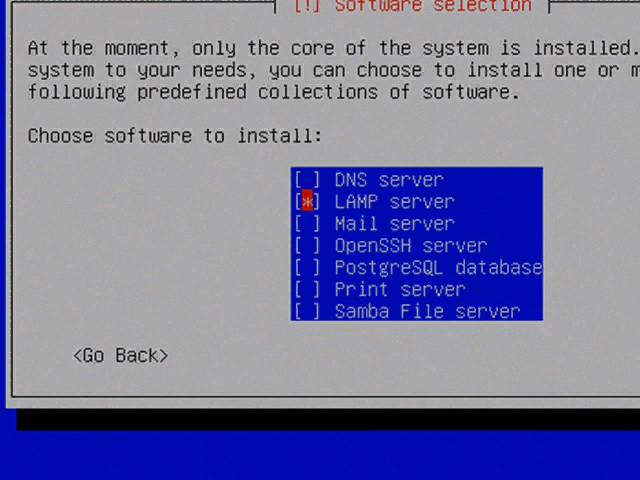 [!] Software selection
At the moment, only the core of the system is installed.
system to your needs, you can choose to install one or m
following predefined collections of software.
Choose software to install:
[ ] DNS server
[*] LAMP server
[ ] Mail server
[ ] OpenSSH server
[ ] PostgreSQL database
[ ] Print server
[ ] Samba File server
<Go Back>